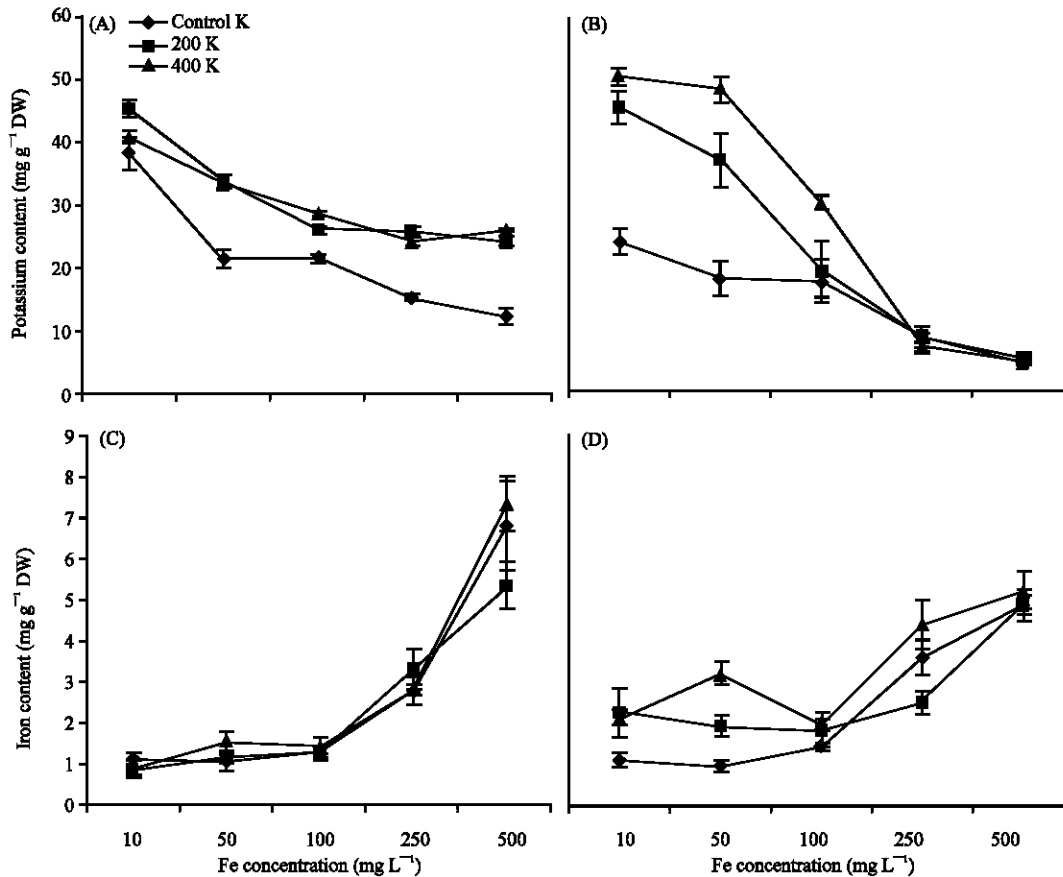 60
50
40
30
20
10
0
Potassium content (mg g⁻¹ DW)
(A)
Control K
200 K
400 K
(B)
9
8
7
6
5
4
3
2
1
0
Iron content (mg g⁻¹ DW)
(C)
(D)
10 50 100 250 500
Fe concentration (mg L⁻¹)
10 50 100 250 500
Fe concentration (mg L⁻¹)